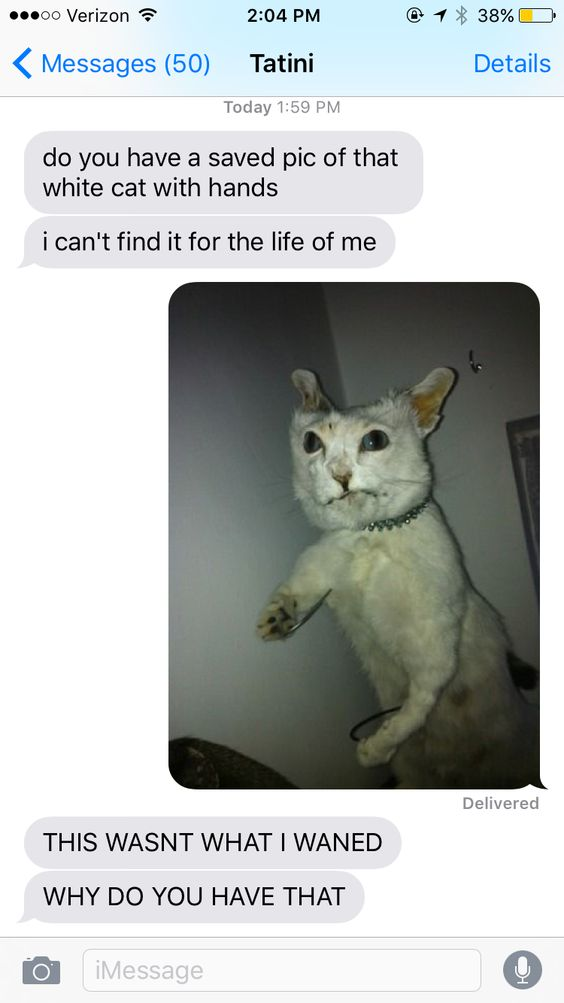 Verizon 2:04 PM 38%
Messages (50) Tatini Details
Today 1:59 PM
do you have a saved pic of that
white cat with hands
i can't find it for the life of me
Delivered
THIS WASNT WHAT I WANED
WHY DO YOU HAVE THAT
iMessage